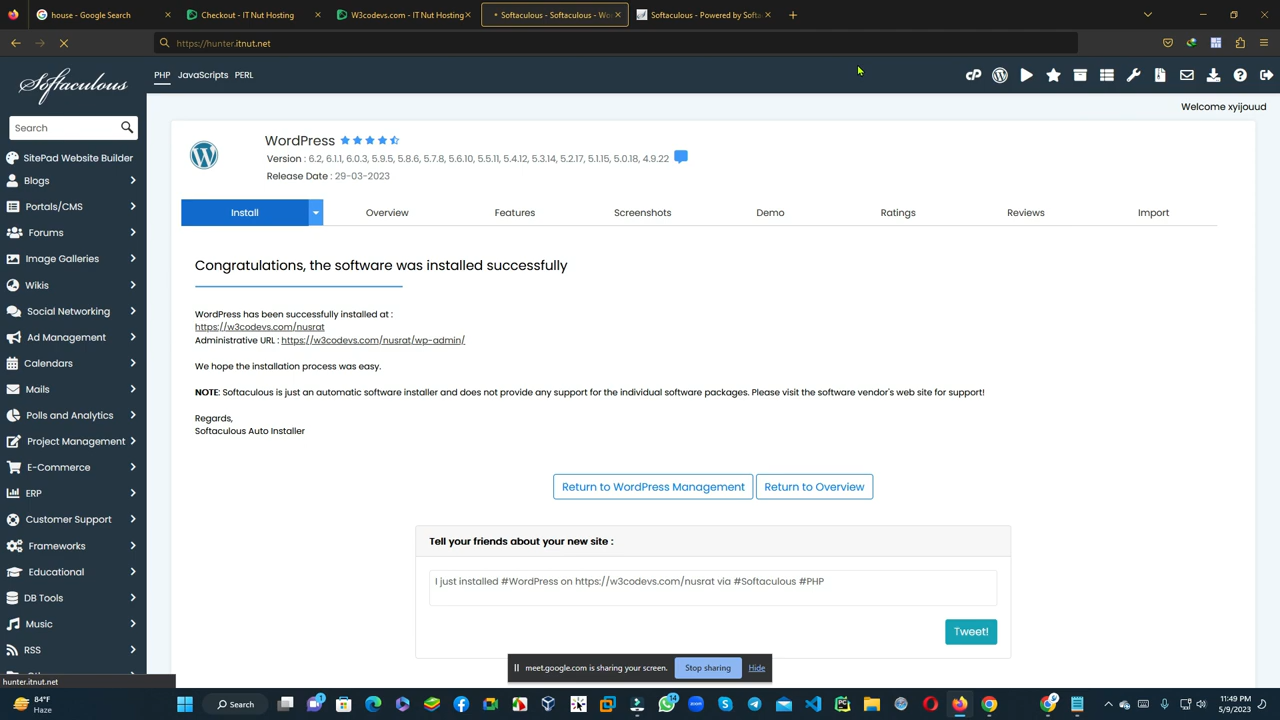 house - Google Search
Checkout - IT Nut Hosting
W3codevs.com - IT Nut Hosting
Softaculous - Softaculous - Wo
Softaculous - Powered by Softa
https://hunter.itnut.net
Softaculous
PHP JavaScripts PERL
Welcome xyijouud
Search
SitePad Website Builder
Blogs
Portals/CMS
Forums
Image Galleries
Wikis
Social Networking
Ad Management
Calendars
Mails
Polls and Analytics
Project Management
E-Commerce
ERP
Customer Support
Frameworks
Educational
DB Tools
Music
RSS
hunter.itnut.net
WordPress
Version : 6.2, 6.1.1, 6.0.3, 5.9.5, 5.8.6, 5.7.8, 5.6.10, 5.5.11, 5.4.12, 5.3.14, 5.2.17, 5.1.15, 5.0.18, 4.9.22
Release Date : 29-03-2023
Install Overview Features Screenshots Demo Ratings Reviews Import
Congratulations, the software was installed successfully
WordPress has been successfully installed at :
https://w3codevs.com/nusrat
Administrative URL : https://w3codevs.com/nusrat/wp-admin/
We hope the installation process was easy.
NOTE: Softaculous is just an automatic software installer and does not provide any support for the individual software packages. Please visit the software vendor's web site for support!
Regards,
Softaculous Auto Installer
Return to WordPress Management Return to Overview
Tell your friends about your new site :
I just installed #WordPress on https://w3codevs.com/nusrat via #Softaculous #PHP
Tweet!
meet.google.com is sharing your screen. Stop sharing Hide
84°F
Haze
Search
11:49 PM
5/9/2023